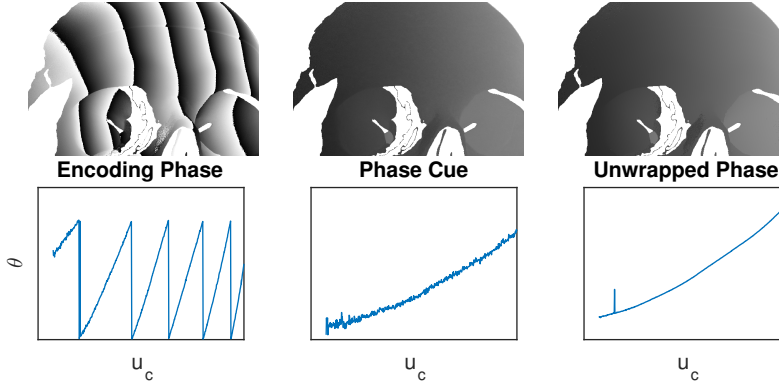 Encoding Phase
Phase Cue
Unwrapped Phase
θ
u_c
u_c
u_c